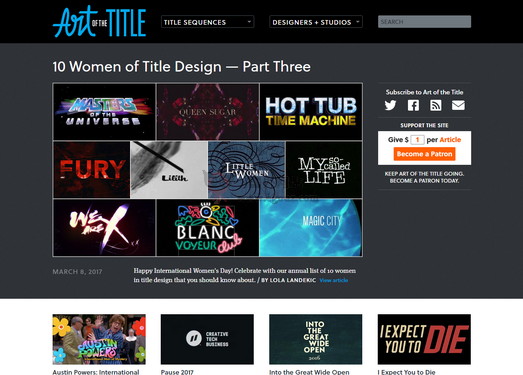 Art OF THE TITLE
TITLE SEQUENCES
DESIGNERS + STUDIOS
SEARCH
10 Women of Title Design — Part Three
MASTERS
OF THE
UNIVERSE
QUEEN SUGAR
HOT TUB
TIME MACHINE
FURY
Lilith
LITTLE
WOMEN
MY
so-called
LIFE
WE
ARE X
BLANC
VOYEUR club
MAGIC CITY
Subscribe to Art of the Title
SUPPORT THE SITE
Give $ 1 per Article
Become a Patron
KEEP ART OF THE TITLE GOING.
BECOME A PATRON TODAY.
MARCH 8, 2017
Happy International Women's Day! Celebrate with our annual list of 10 women
in title design that you should know about. / BY LOLA LANDEKIC View article
AUSTIN
POWERS
CREATIVE
TECH
BUSINESS
INTO
THE
GREAT
WIDE
OPEN
2016
I EXPECT
YOU TO DIE
Austin Powers: International
Pause 2017
Into the Great Wide Open
I Expect You to Die